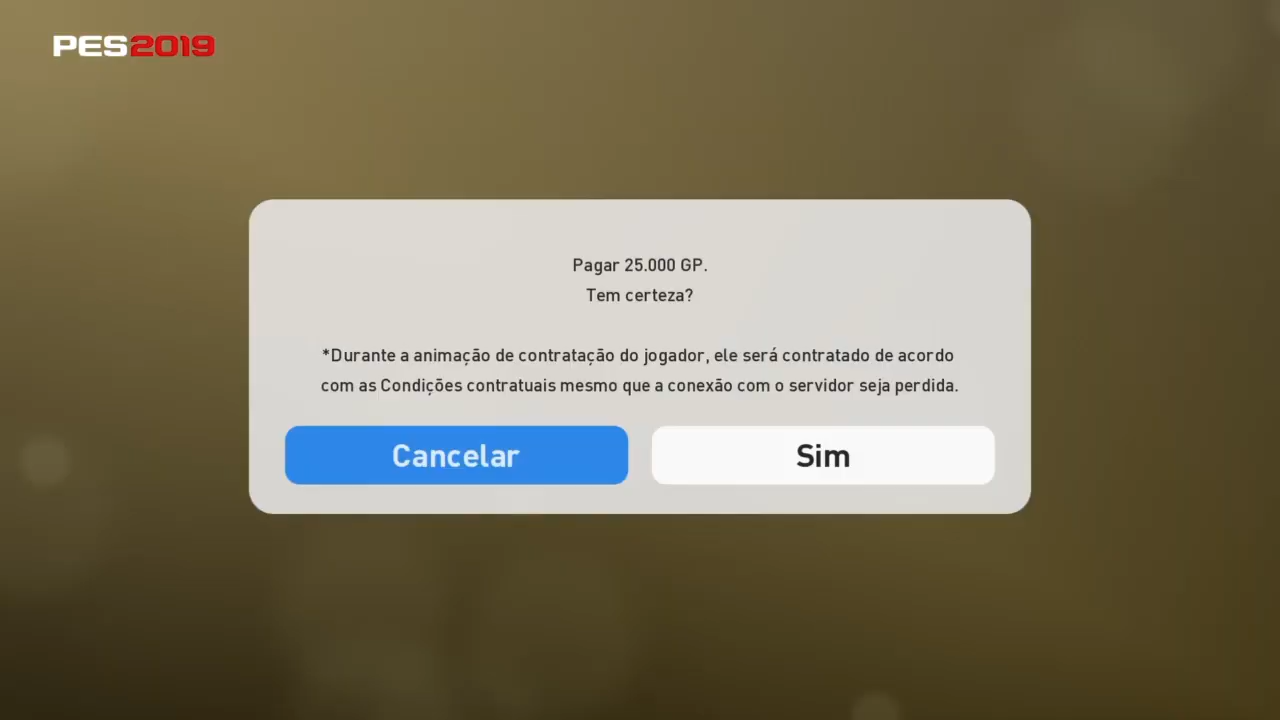 PES2019
Pagar 25.000 GP.
Tem certeza?
*Durante a animação de contratação do jogador, ele será contratado de acordo
com as Condições contratuais mesmo que a conexão com o servidor seja perdida.
Cancelar
Sim